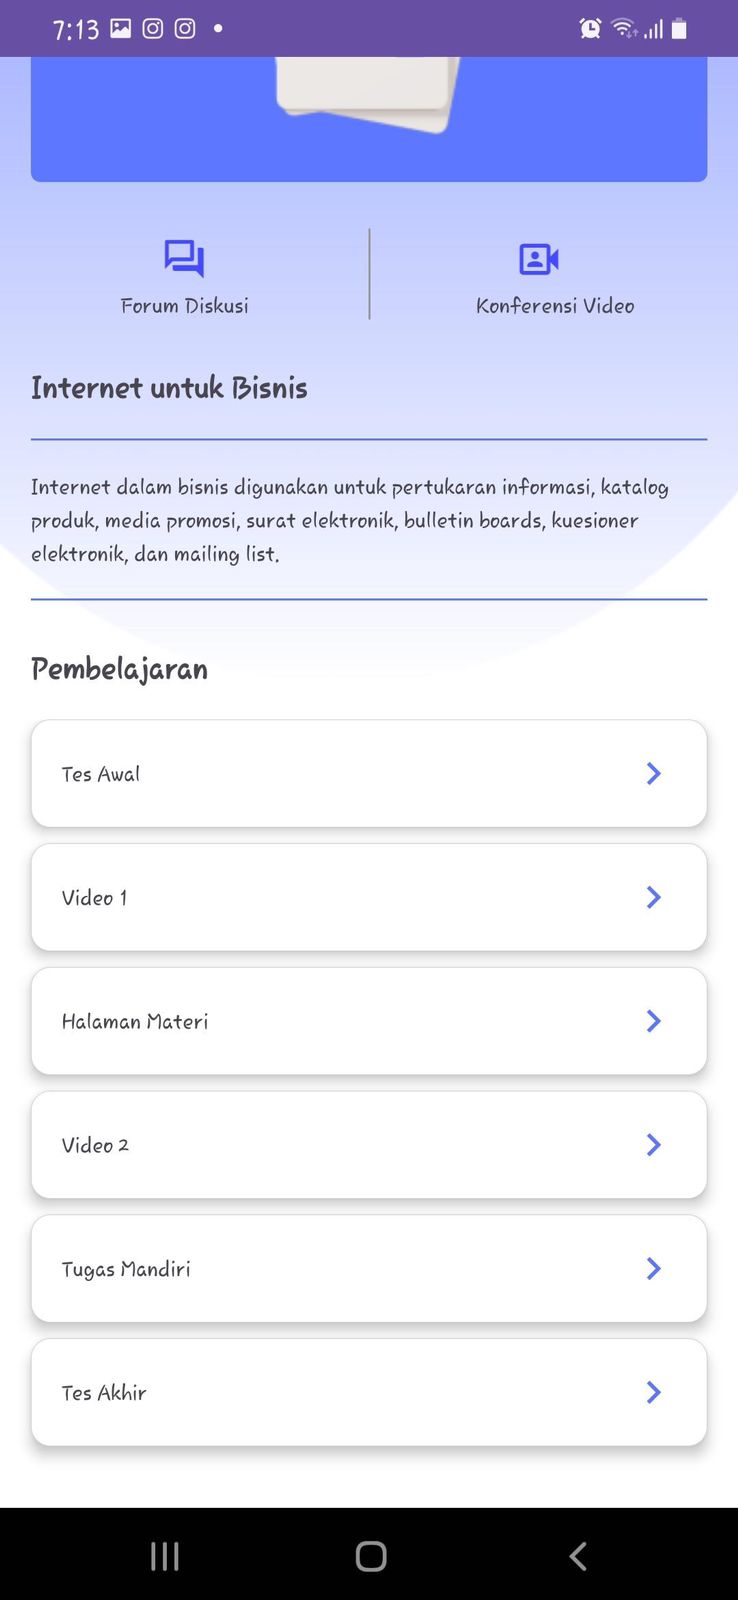 7:13
Forum Diskusi
Konferensi Video
Internet untuk Bisnis
Internet dalam bisnis digunakan untuk pertukaran informasi, katalog
produk, media promosi, surat elektronik, bulletin boards, kuesioner
elektronik, dan mailing list.
Pembelajaran
Tes Awal
Video 1
Halaman Materi
Video 2
Tugas Mandiri
Tes Akhir